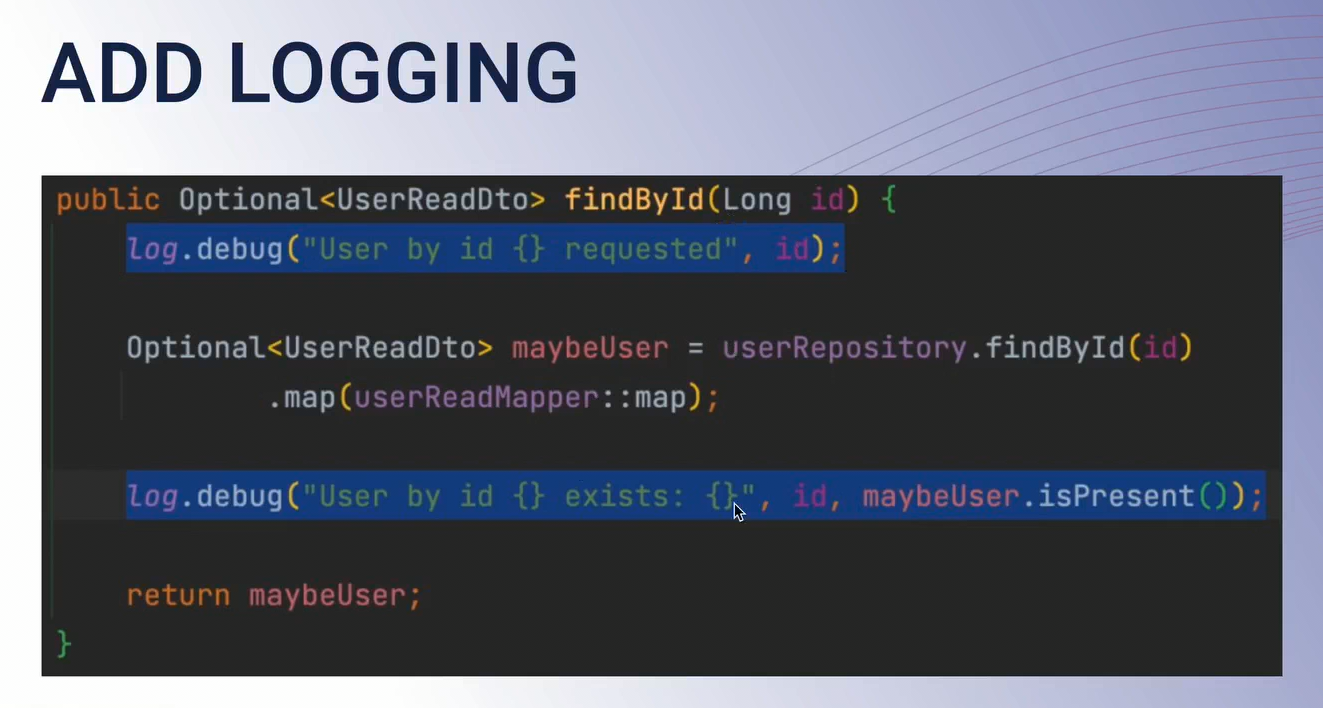 ADD LOGGING
public Optional<UserReadDto> findById(Long id) {
log.debug("User by id {} requested", id);
Optional<UserReadDto> maybeUser = userRepository.findById(id)
.map(userReadMapper::map);
log.debug("User by id {} exists: {}", id, maybeUser.isPresent());
return maybeUser;
}